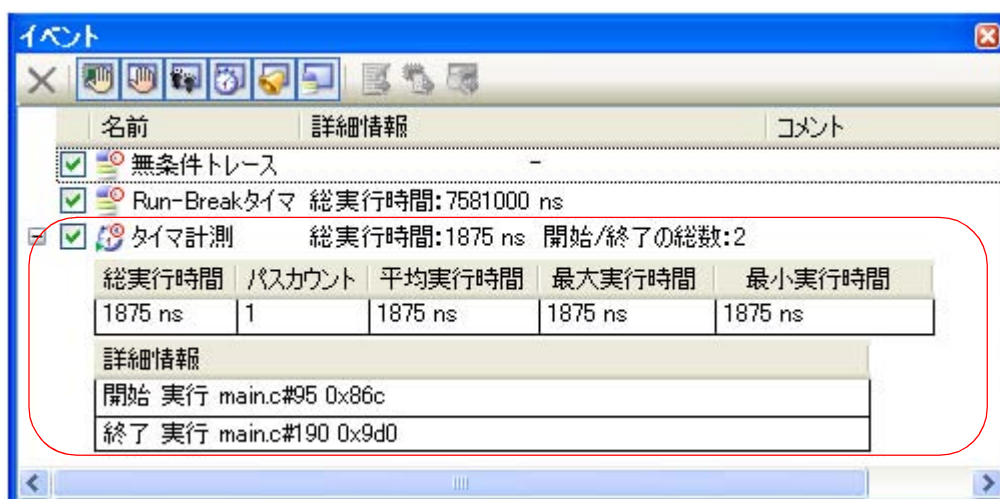 イベント
名前 詳細情報 コメント
無条件トレース -
Run-Breakタイマ 総実行時間:7581000 ns
タイマ計測 総実行時間:1875 ns 開始/終了の総数:2
総実行時間 パスカウント 平均実行時間 最大実行時間 最小実行時間
1875 ns 1 1875 ns 1875 ns 1875 ns
詳細情報
開始 実行 main.c#95 0x86c
終了 実行 main.c#190 0x9d0